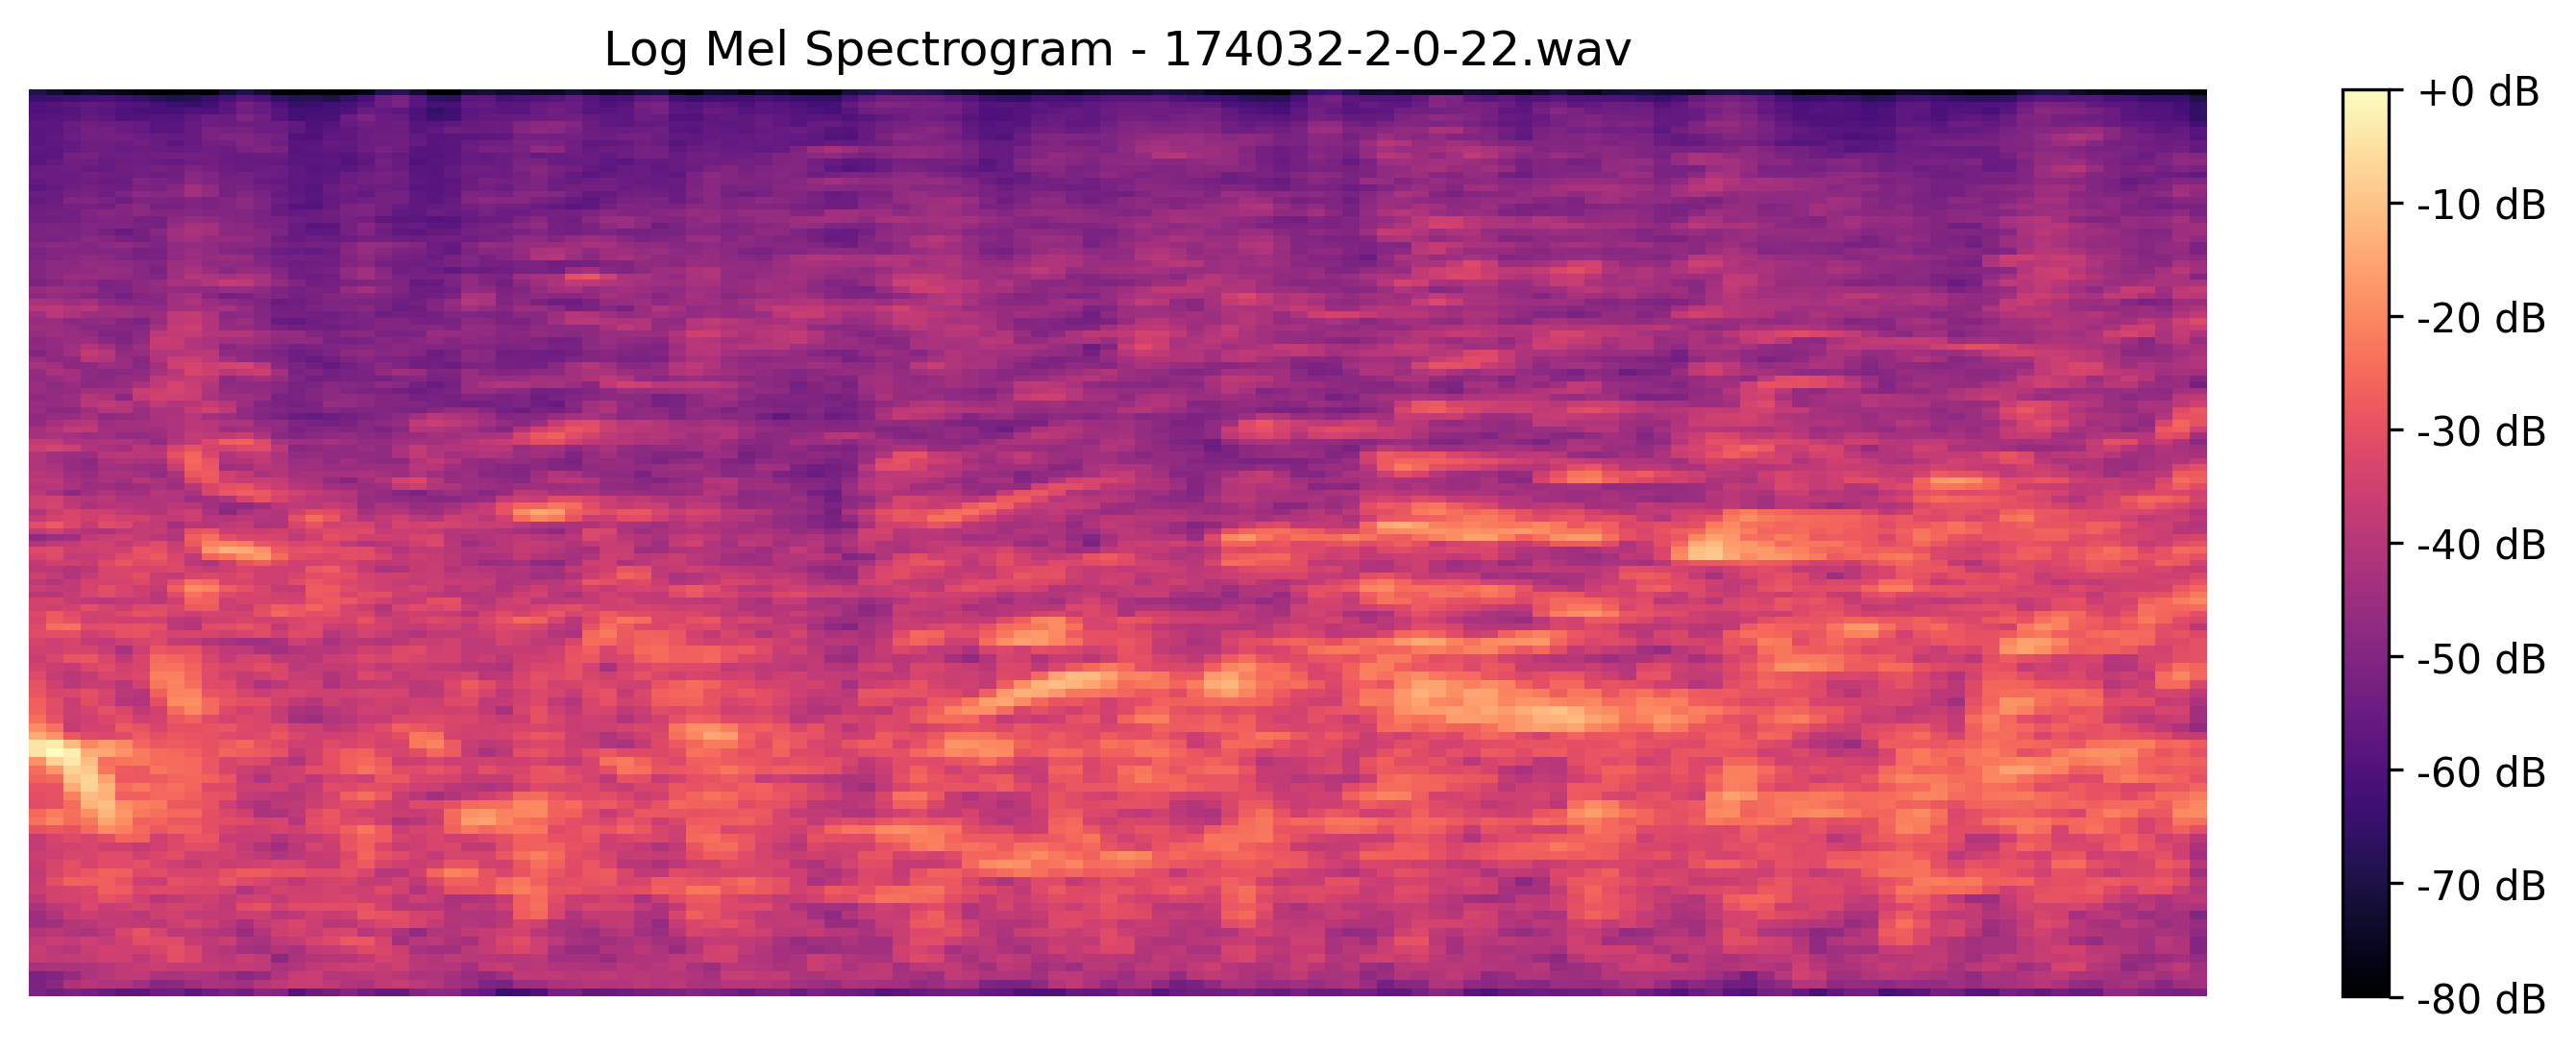 Log Mel Spectrogram - 174032-2-0-22.wav
+0 dB
-10 dB
-20 dB
-30 dB
-40 dB
-50 dB
-60 dB
-70 dB
-80 dB